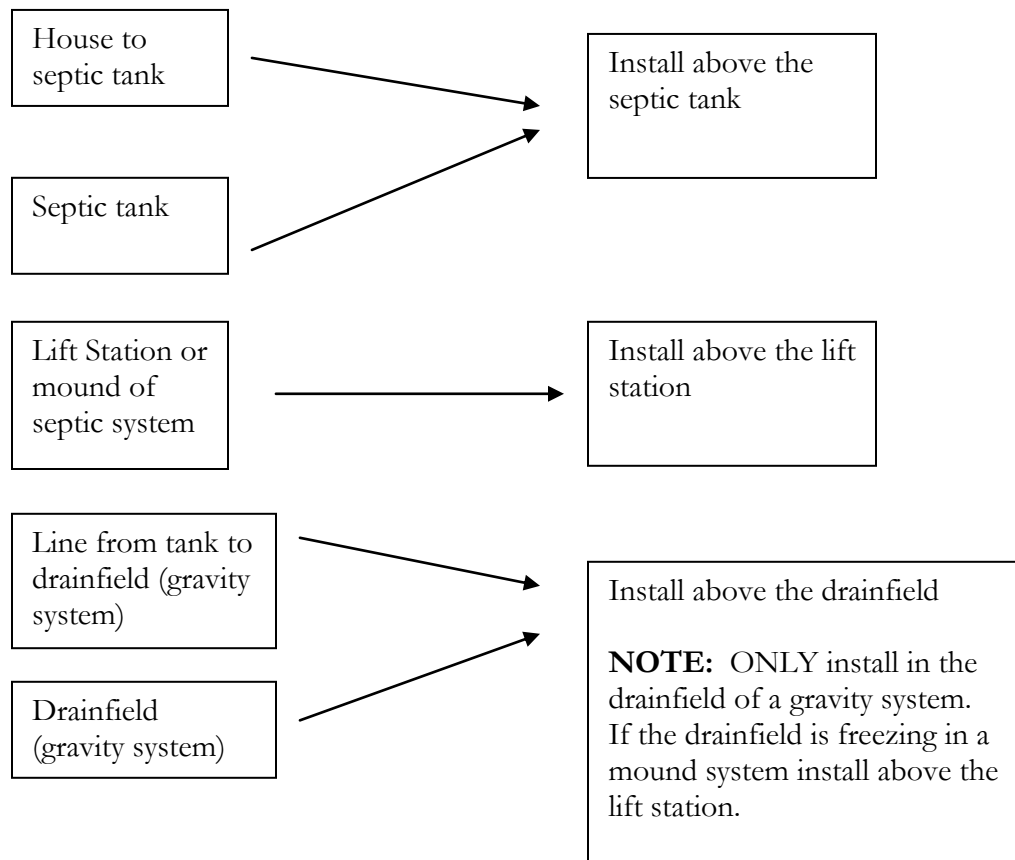 House to
septic tank
Install above the
septic tank
Septic tank
Lift Station or
mound of
septic system
Install above the lift
station
Line from tank to
drainfield (gravity
system)
Install above the drainfield
NOTE: ONLY install in the
drainfield of a gravity system.
If the drainfield is freezing in a
mound system install above the
lift station.
Drainfield
(gravity system)